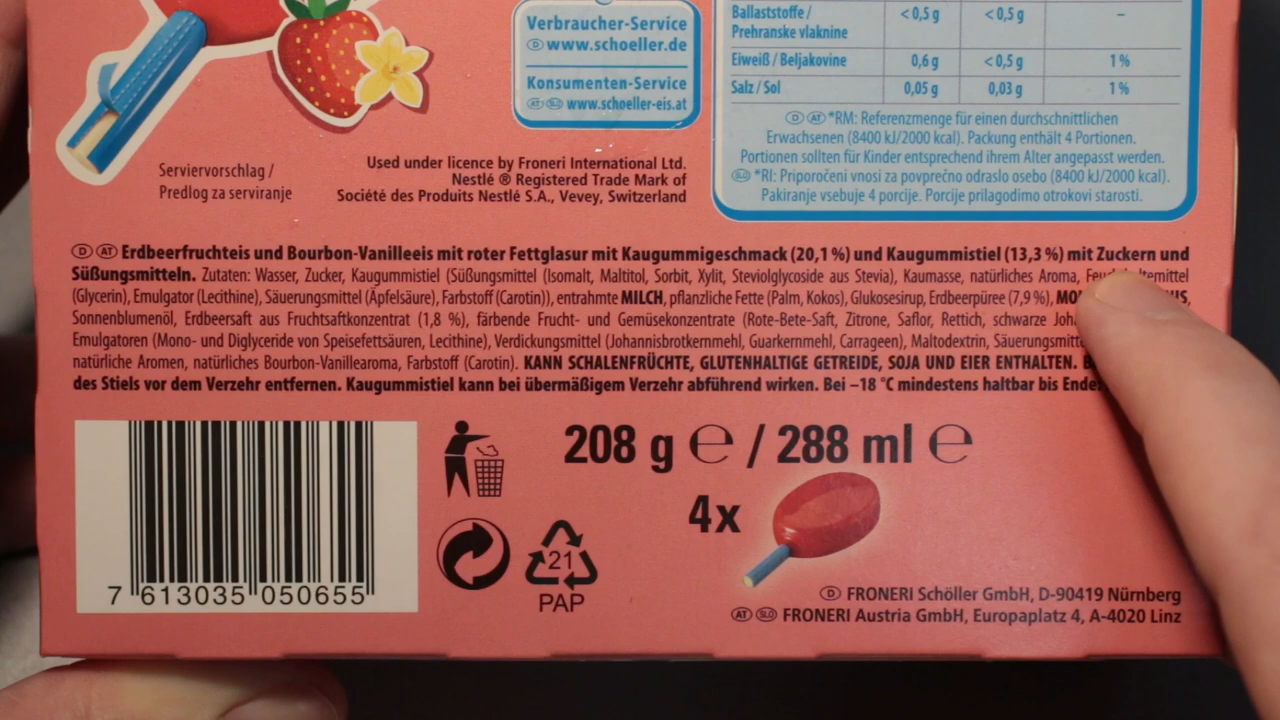 Verbraucher-Service
D www.schoeller.de
Konsumenten-Service
AT SLO www.schoeller-eis.at
Ballaststoffe / <0,5 g <0,5 g –
Prehranske vlaknine
Eiweiß / Beljakovine 0,6 g <0,5 g 1 %
Salz / Sol 0,05 g 0,03 g 1 %
D AT *RM: Referenzmenge für einen durchschnittlichen
Erwachsenen (8400 kJ/2000 kcal). Packung enthält 4 Portionen.
Portionen sollten für Kinder entsprechend ihrem Alter angepasst werden.
SLO *RI: Priporočeni vnosi za povprečno odraslo osebo (8400 kJ/2000 kcal).
Pakiranje vsebuje 4 porcije. Porcije prilagodimo otrokovi starosti.
Serviervorschlag /
Predlog za serviranje
Used under licence by Froneri International Ltd.
Nestlé ® Registered Trade Mark of
Société des Produits Nestlé S.A., Vevey, Switzerland
D AT Erdbeerfruchteis und Bourbon-Vanilleeis mit roter Fettglasur mit Kaugummigeschmack (20,1 %) und Kaugummistiel (13,3 %) mit Zuckern und
Süßungsmitteln. Zutaten: Wasser, Zucker, Kaugummistiel (Süßungsmittel (Isomalt, Maltitol, Sorbit, Xylit, Steviolglycoside aus Stevia), Kaumasse, natürliches Aroma,
(Glycerin), Emulgator (Lecithine), Säuerungsmittel (Äpfelsäure), Farbstoff (Carotin)), entrahmte MILCH, pflanzliche Fette (Palm, Kokos), Glukosesirup, Erdbeerpüree (7,9 %),
Sonnenblumenöl, Erdbeersaft aus Fruchtsaftkonzentrat (1,8 %), färbende Frucht- und Gemüsekonzentrate (Rote-Bete-Saft, Zitrone, Saflor, Rettich, schwarze
Emulgatoren (Mono- und Diglyceride von Speisefettsäuren, Lecithine), Verdickungsmittel (Johannisbrotkernmehl, Guarkernmehl, Carrageen), Maltodextrin,
natürliche Aromen, natürliches Bourbon-Vanillearoma, Farbstoff (Carotin). KANN SCHALENFRÜCHTE, GLUTENHALTIGE GETREIDE, SOJA UND EIER ENTHALTEN.
des Stiels vor dem Verzehr entfernen. Kaugummistiel kann bei übermäßigem Verzehr abführend wirken. Bei –18 °C mindestens haltbar bis Ende
208 g e / 288 ml e
4x
21
PAP
7 613035 050655
D FRONERI Schöller GmbH, D-90419 Nürnberg
AT SLO FRONERI Austria GmbH, Europaplatz 4, A-4020 Linz